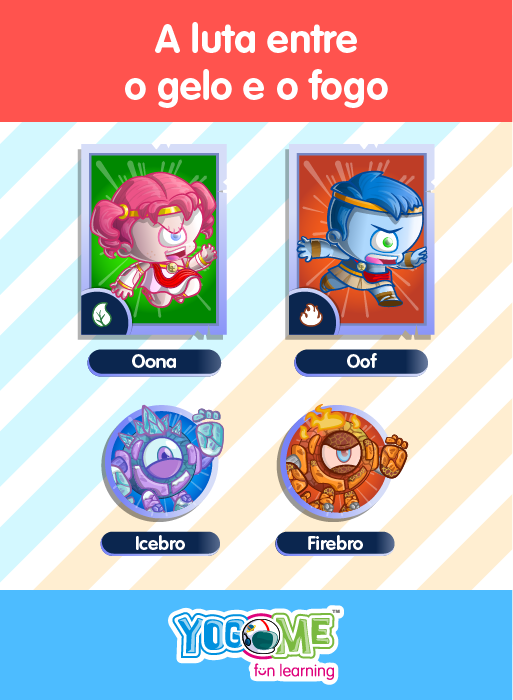 A luta entre
o gelo e o fogo
Oona
Oof
Icebro
Firebro
YOGOME™
fun learning